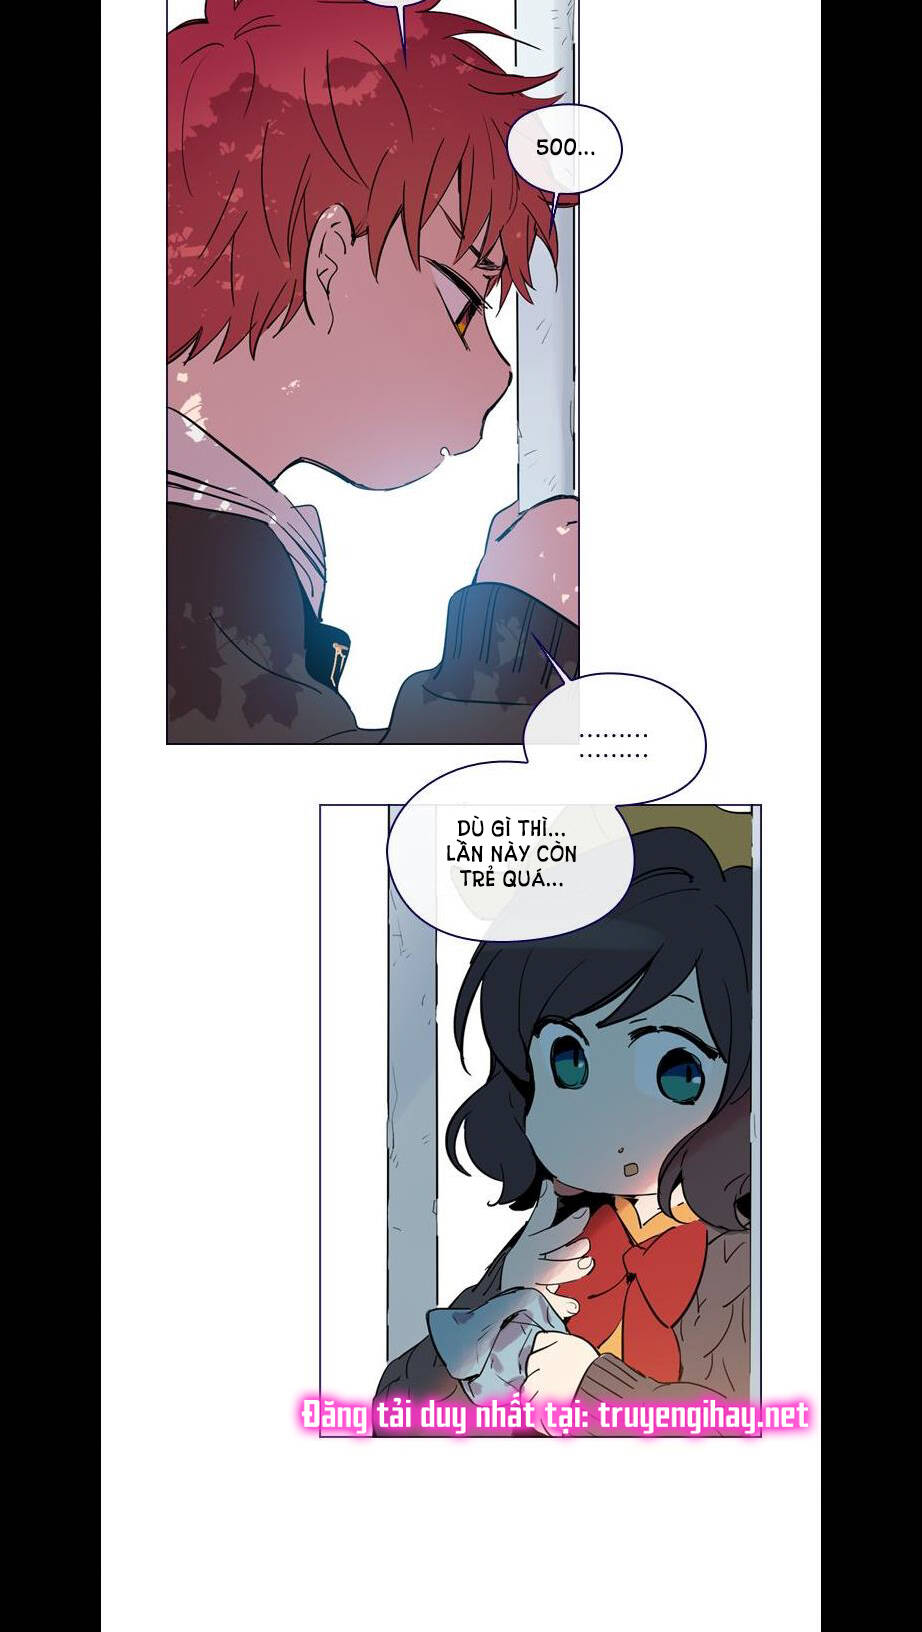 500...
.........
.........
DÙ GÌ THÌ...
LẦN NÀY CÒN
TRẺ QUÁ...
Đăng tải duy nhất tại: truyengihay.net